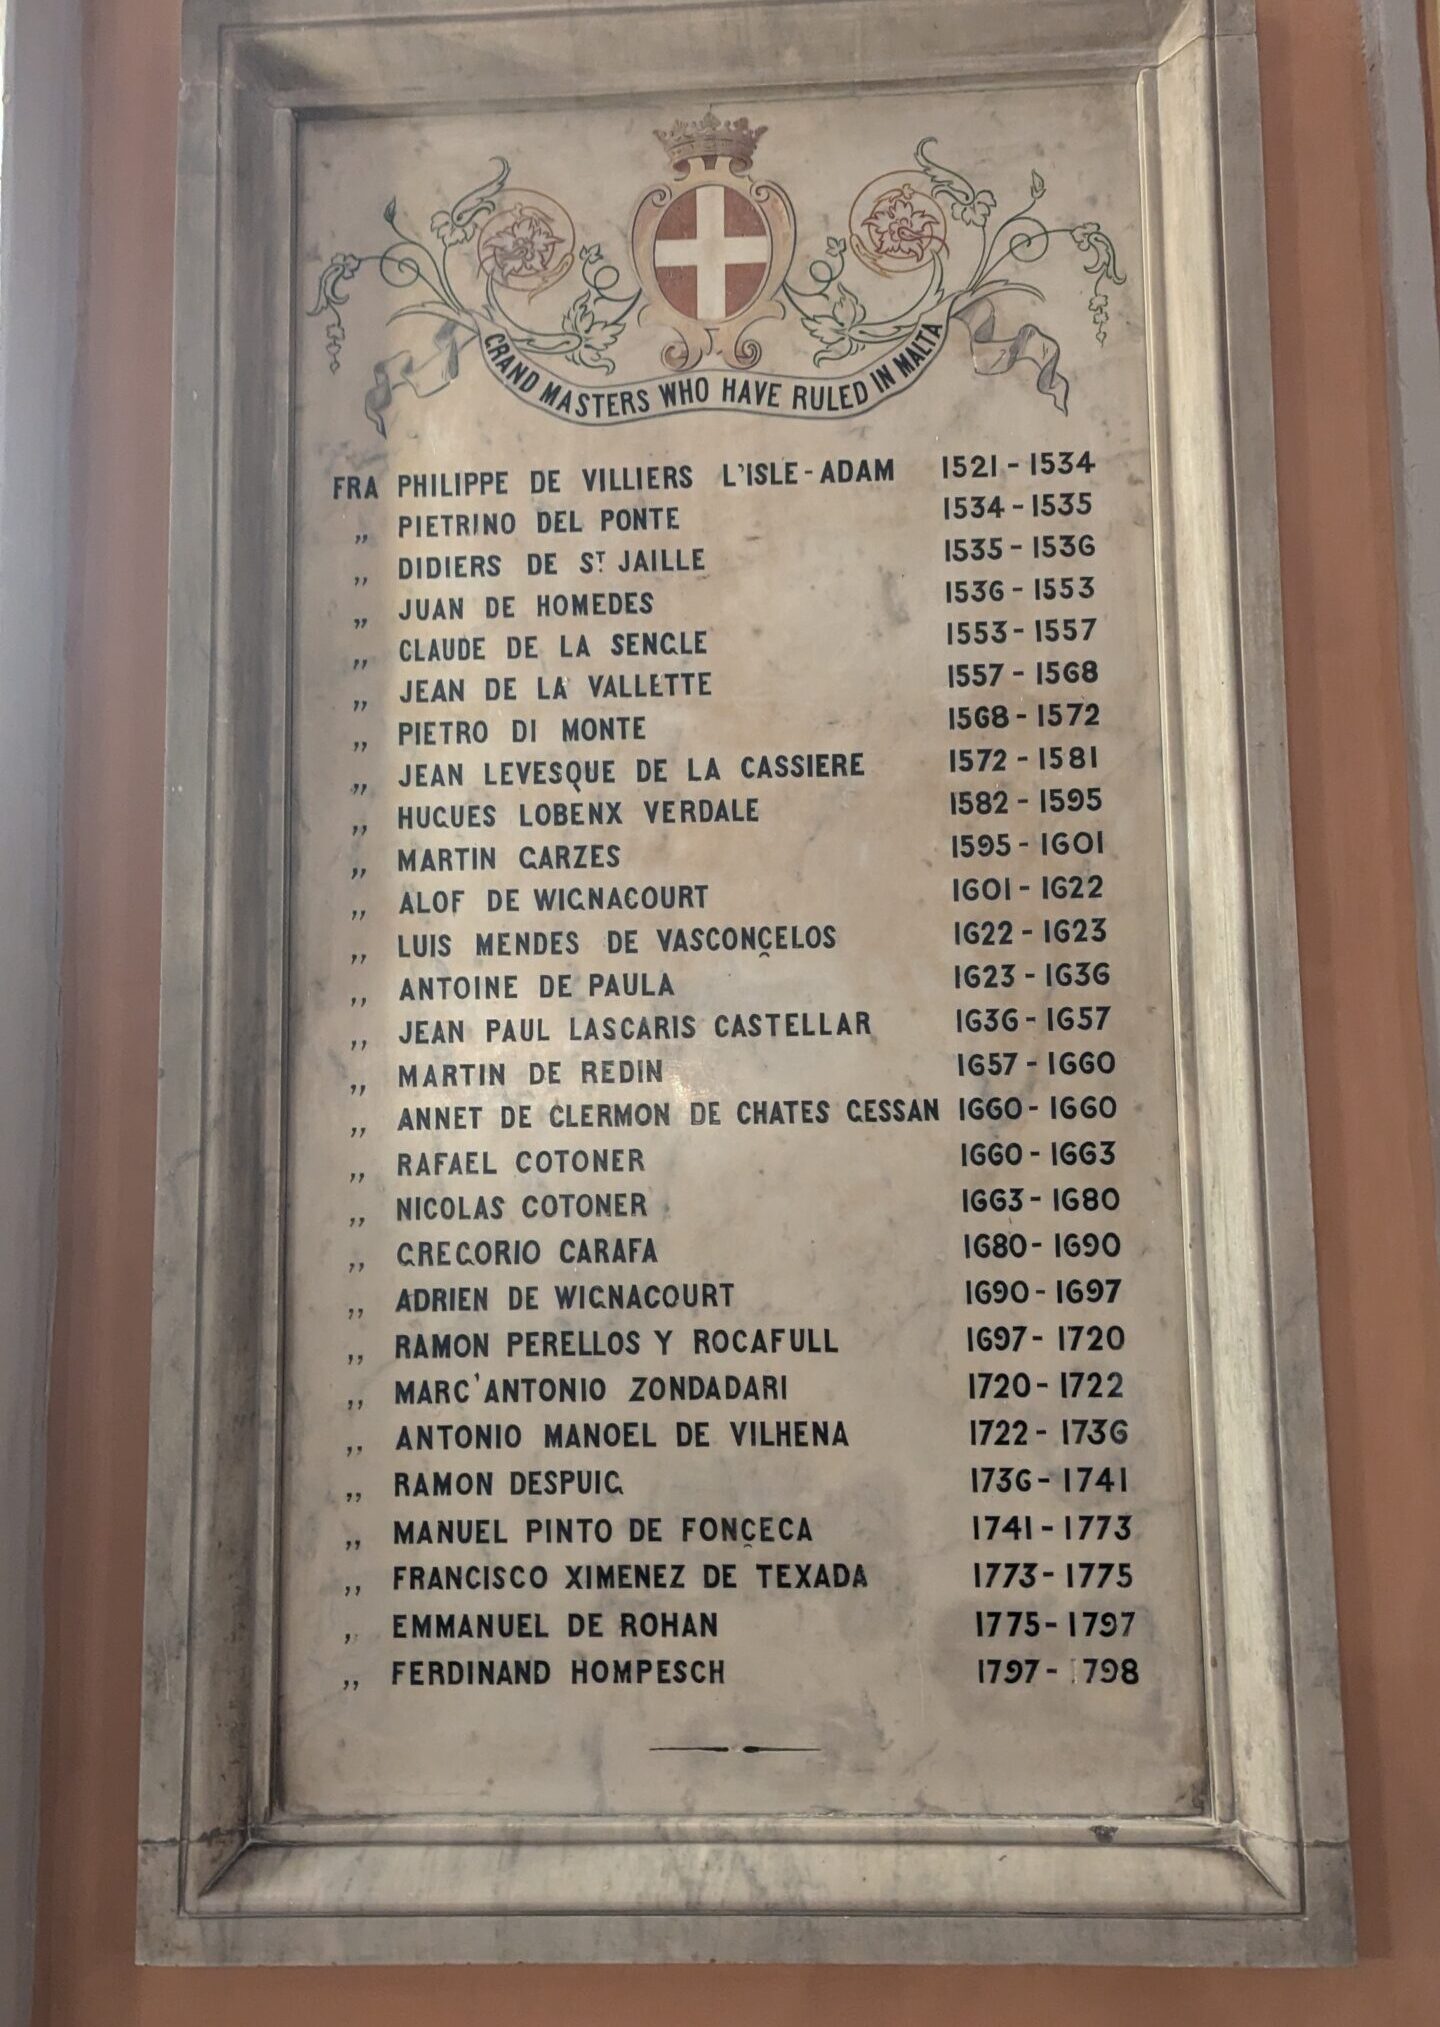 GRAND MASTERS WHO HAVE RULED IN MALTA
FRA PHILIPPE DE VILLIERS L'ISLE-ADAM 1521-1534
„ PIETRINO DEL PONTE 1534-1535
„ DIDIERS DE ST JAILLE 1535-1536
„ JUAN DE HOMEDES 1536-1553
„ CLAUDE DE LA SENGLE 1553-1557
„ JEAN DE LA VALLETTE 1557-1568
„ PIETRO DI MONTE 1568-1572
„ JEAN LEVESQUE DE LA CASSIERE 1572-1581
„ HUGUES LOBENX VERDALE 1582-1595
„ MARTIN GARZES 1595-1601
„ ALOF DE WIGNACOURT 1601-1622
„ LUIS MENDES DE VASCONÇELOS 1622-1623
„ ANTOINE DE PAULA 1623-1636
„ JEAN PAUL LASCARIS CASTELLAR 1636-1657
„ MARTIN DE REDIN 1657-1660
„ ANNET DE CLERMON DE CHATES GESSAN 1660-1660
„ RAFAEL COTONER 1660-1663
„ NICOLAS COTONER 1663-1680
„ GREGORIO CARAFA 1680-1690
„ ADRIEN DE WIGNACOURT 1690-1697
„ RAMON PERELLOS Y ROCAFULL 1697-1720
„ MARC'ANTONIO ZONDADARI 1720-1722
„ ANTONIO MANOEL DE VILHENA 1722-1736
„ RAMON DESPUIG 1736-1741
„ MANUEL PINTO DE FONÇECA 1741-1773
„ FRANCISCO XIMENEZ DE TEXADA 1773-1775
„ EMMANUEL DE ROHAN 1775-1797
„ FERDINAND HOMPESCH 1797-1798